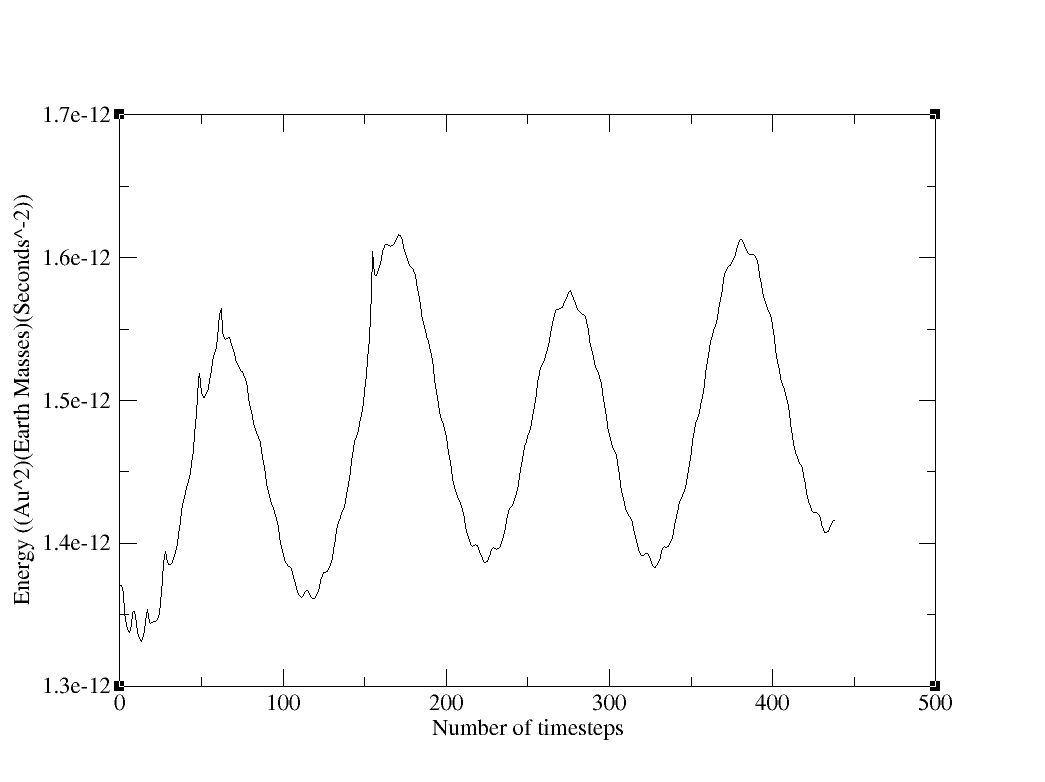 1.7e-12
1.6e-12
1.5e-12
1.4e-12
1.3e-12
Energy ((Au^2)(Earth Masses)(Seconds^-2))
0 100 200 300 400 500
Number of timesteps